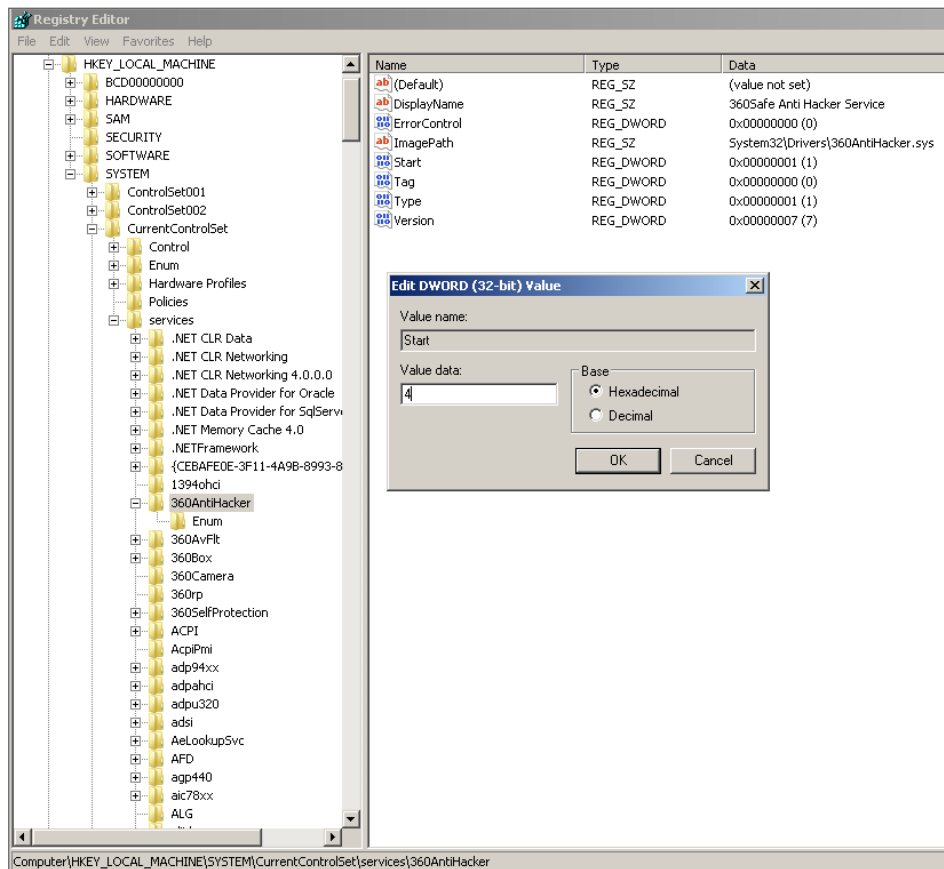 Registry Editor
File Edit View Favorites Help
HKEY_LOCAL_MACHINE
BCD00000000
HARDWARE
SAM
SECURITY
SOFTWARE
SYSTEM
ControlSet001
ControlSet002
CurrentControlSet
Control
Enum
Hardware Profiles
Policies
services
.NET CLR Data
.NET CLR Networking
.NET CLR Networking 4.0.0.0
.NET Data Provider for Oracle
.NET Data Provider for SqlServe
.NET Memory Cache 4.0
.NETFramework
{CEBAFE0E-3F11-4A9B-8993-8
1394ohci
360AntiHacker
Enum
360AvFlt
360Box
360Camera
360rp
360SelfProtection
ACPI
AcpiPmi
adp94xx
adpahci
adpu320
adsi
AeLookupSvc
AFD
agp440
aic78xx
ALG
Name Type Data
(Default) REG_SZ (value not set)
DisplayName REG_SZ 360Safe Anti Hacker Service
ErrorControl REG_DWORD 0x00000000 (0)
ImagePath REG_SZ System32\Drivers\360AntiHacker.sys
Start REG_DWORD 0x00000001 (1)
Tag REG_DWORD 0x00000000 (0)
Type REG_DWORD 0x00000001 (1)
Version REG_DWORD 0x00000007 (7)
Edit DWORD (32-bit) Value
Value name:
Start
Value data:
4
Base
Hexadecimal
Decimal
OK Cancel
Computer\HKEY_LOCAL_MACHINE\SYSTEM\CurrentControlSet\services\360AntiHacker